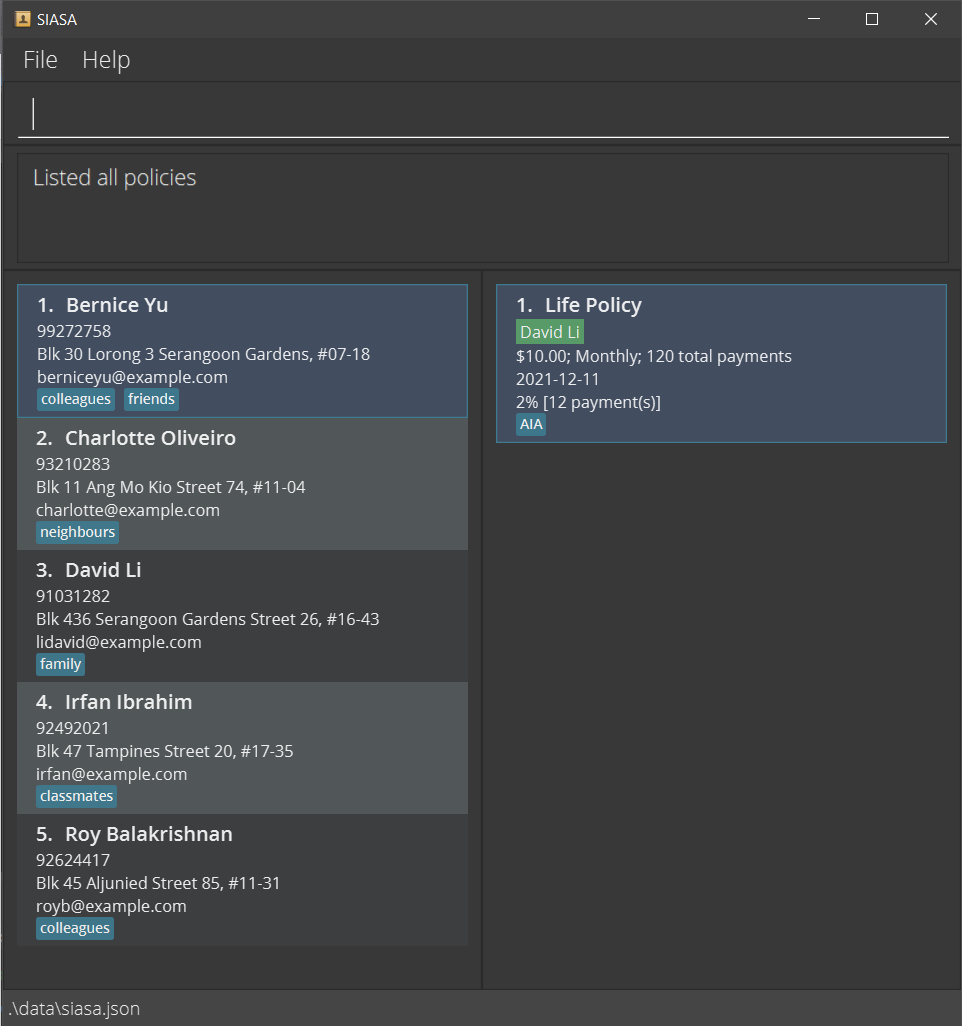 SIASA
File Help
Listed all policies
1. Bernice Yu
99272758
Blk 30 Lorong 3 Serangoon Gardens, #07-18
berniceyu@example.com
colleagues friends
2. Charlotte Oliveiro
93210283
Blk 11 Ang Mo Kio Street 74, #11-04
charlotte@example.com
neighbours
3. David Li
91031282
Blk 436 Serangoon Gardens Street 26, #16-43
lidavid@example.com
family
4. Irfan Ibrahim
92492021
Blk 47 Tampines Street 20, #17-35
irfan@example.com
classmates
5. Roy Balakrishnan
92624417
Blk 45 Aljunied Street 85, #11-31
royb@example.com
colleagues
1. Life Policy
David Li
$10.00; Monthly; 120 total payments
2021-12-11
2% [12 payment(s)]
AIA
.\data\siasa.json